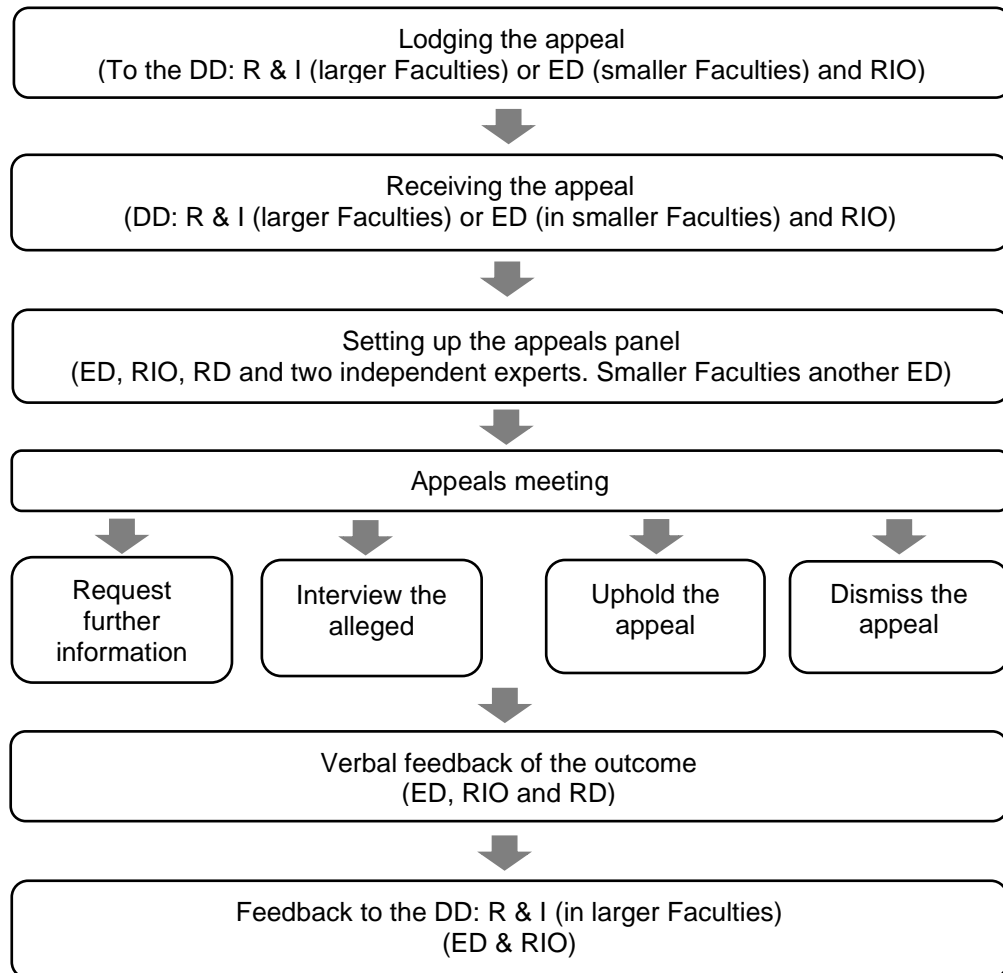 Lodging the appeal
(To the DD: R & I (larger Faculties) or ED (smaller Faculties) and RIO)
Receiving the appeal
(DD: R & I (larger Faculties) or ED (in smaller Faculties) and RIO)
Setting up the appeals panel
(ED, RIO, RD and two independent experts. Smaller Faculties another ED)
Appeals meeting
Request
further
information
Interview the
alleged
Uphold the
appeal
Dismiss the
appeal
Verbal feedback of the outcome
(ED, RIO and RD)
Feedback to the DD: R & I (in larger Faculties)
(ED & RIO)